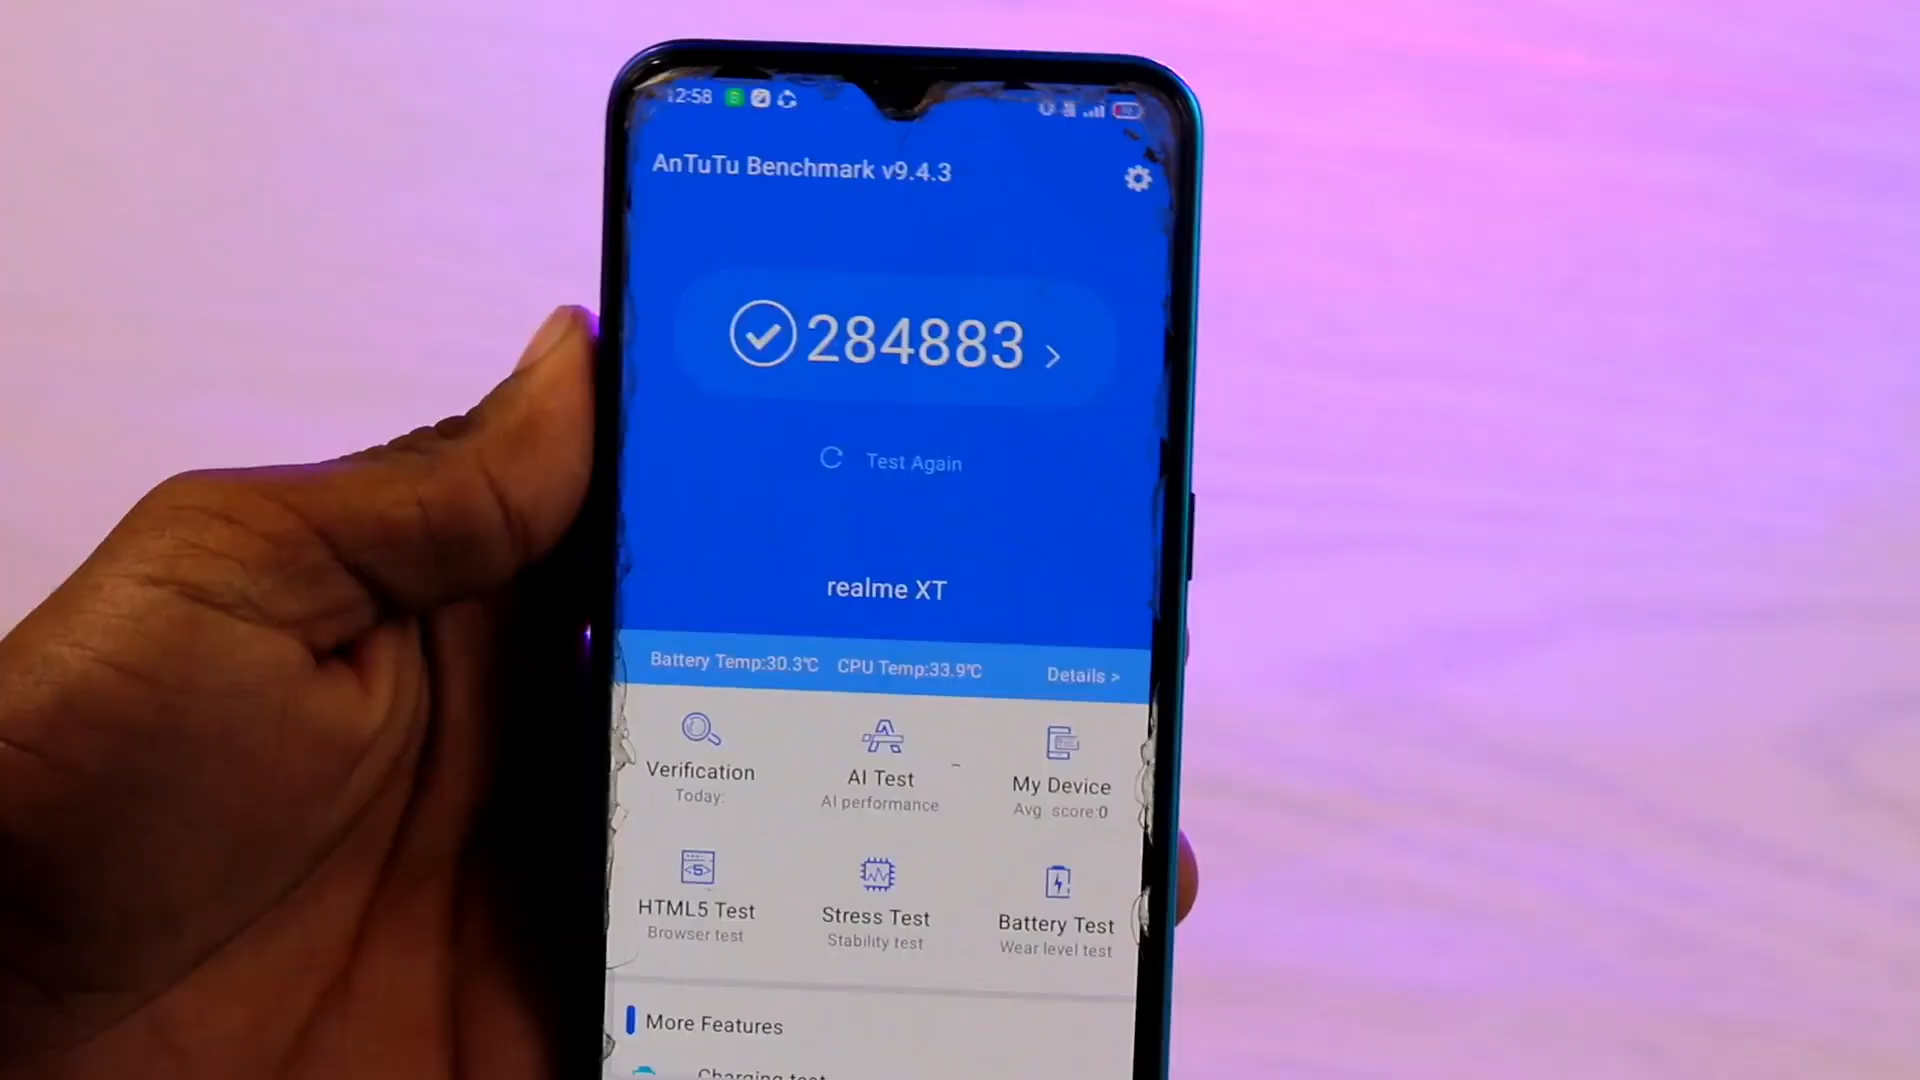 12:58
AnTuTu Benchmark v9.4.3
284883 >
Test Again
realme XT
Battery Temp:30.3℃ CPU Temp:33.9℃ Details >
Verification AI Test My Device
Today: AI performance Avg. score:0
HTML5 Test Stress Test Battery Test
Browser test Stability test Wear level test
More Features
Charging test